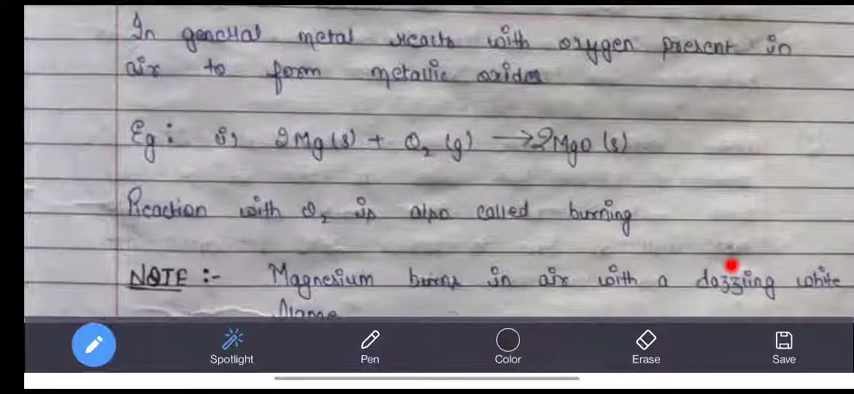 In general metal reacts with oxygen present in
air to form metallic oxides
Eg: i) 2Mg(s) + O₂ (g) → 2MgO (s)
Reaction with O₂ is also called burning
NOTE :- Magnesium burns in air with a dazzling white
flame
Spotlight Pen Color Erase Save